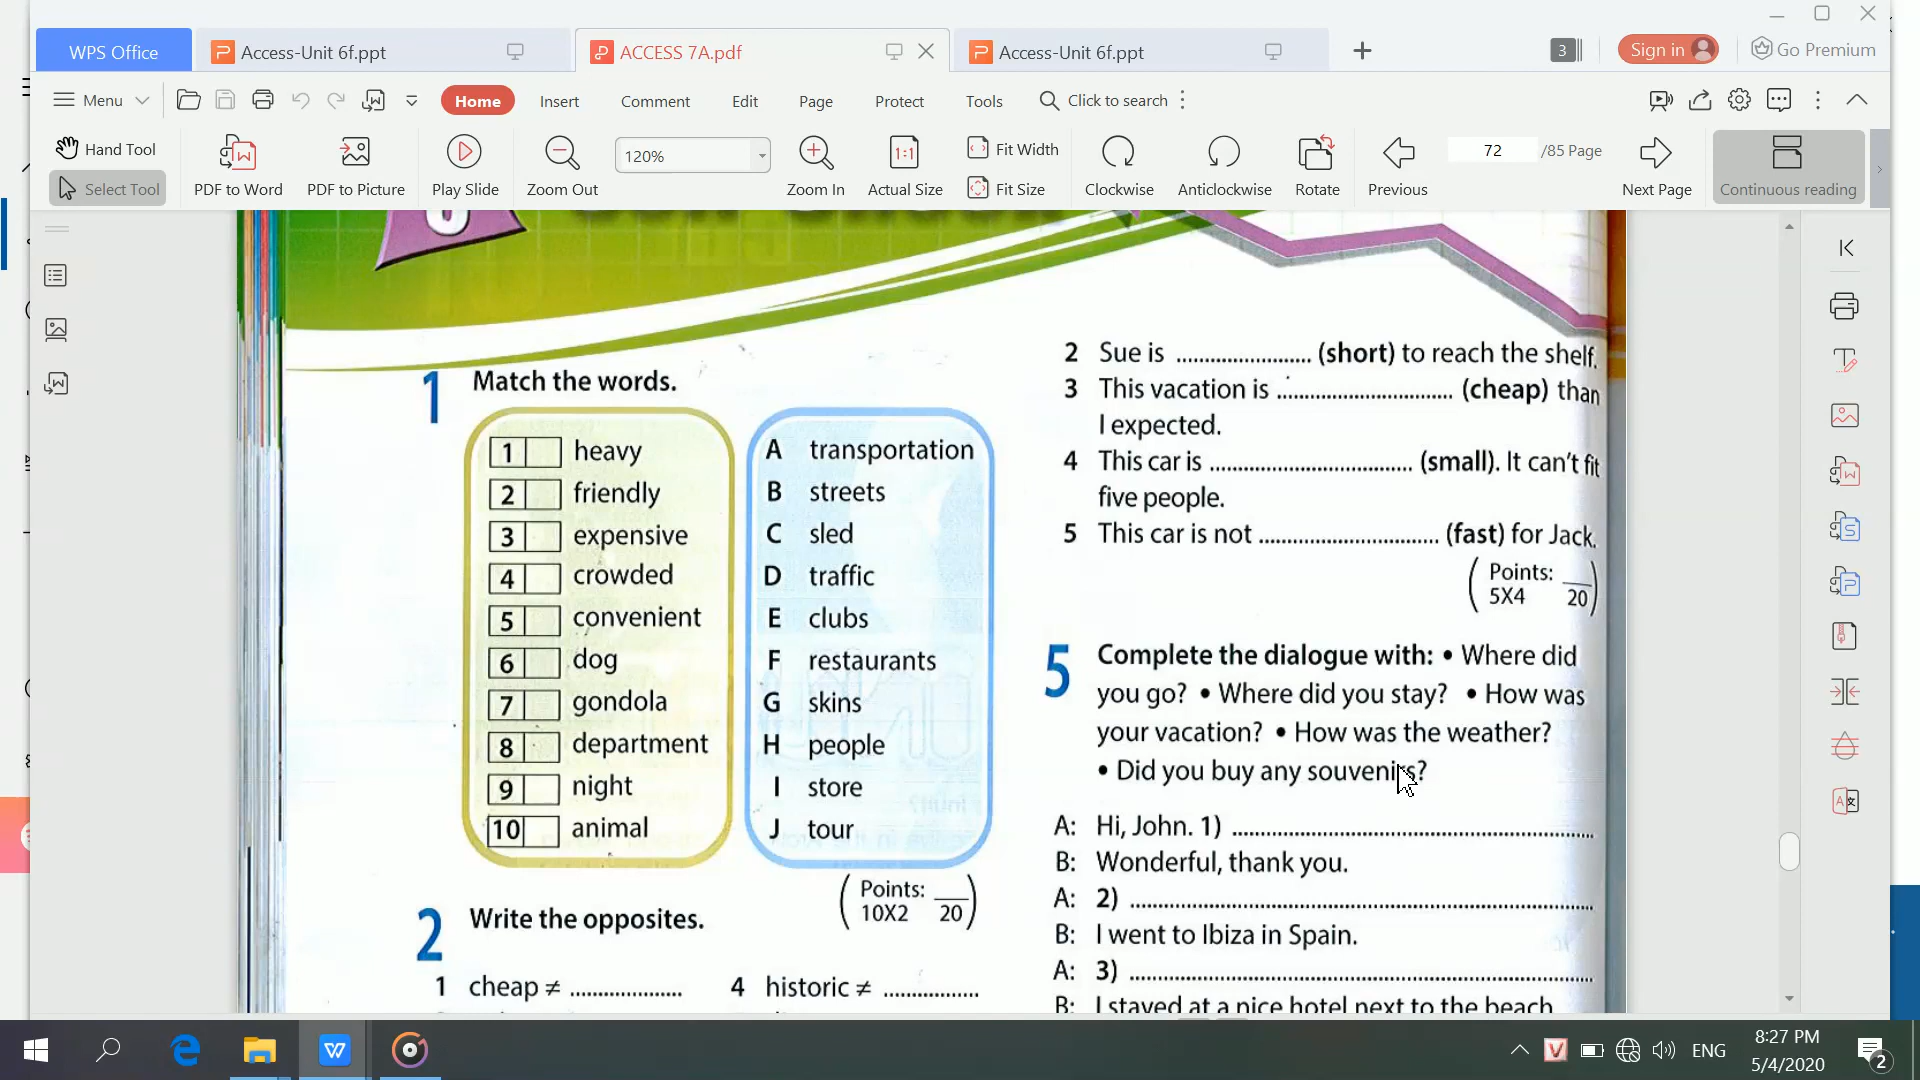 WPS Office
Access-Unit 6f.ppt
ACCESS 7A.pdf
Access-Unit 6f.ppt
3
Sign in
Go Premium
Menu
Home
Insert
Comment
Edit
Page
Protect
Tools
Click to search
Hand Tool
Select Tool
PDF to Word
PDF to Picture
Play Slide
Zoom Out
120%
Zoom In
1:1
Actual Size
Fit Width
Fit Size
Clockwise
Anticlockwise
Rotate
Previous
72 /85 Page
Next Page
Continuous reading
1 Match the words.
1 heavy
2 friendly
3 expensive
4 crowded
5 convenient
6 dog
7 gondola
8 department
9 night
10 animal
A transportation
B streets
C sled
D traffic
E clubs
F restaurants
G skins
H people
I store
J tour
(Points: __
10X2 20)
2 Write the opposites.
1 cheap ≠ ....................
4 historic ≠ .................
2 Sue is ........................ (short) to reach the shelf.
3 This vacation is ............................... (cheap) than
I expected.
4 This car is .................................... (small). It can't fit
five people.
5 This car is not ................................ (fast) for Jack.
(Points: __
5X4 20)
5 Complete the dialogue with: • Where did
you go? • Where did you stay? • How was
your vacation? • How was the weather?
• Did you buy any souvenirs?
A: Hi, John. 1) ................................................................
B: Wonderful, thank you.
A: 2) ...................................................................................
B: I went to Ibiza in Spain.
A: 3) ...................................................................................
B: I stayed at a nice hotel next to the beach
ENG
8:27 PM
5/4/2020
2